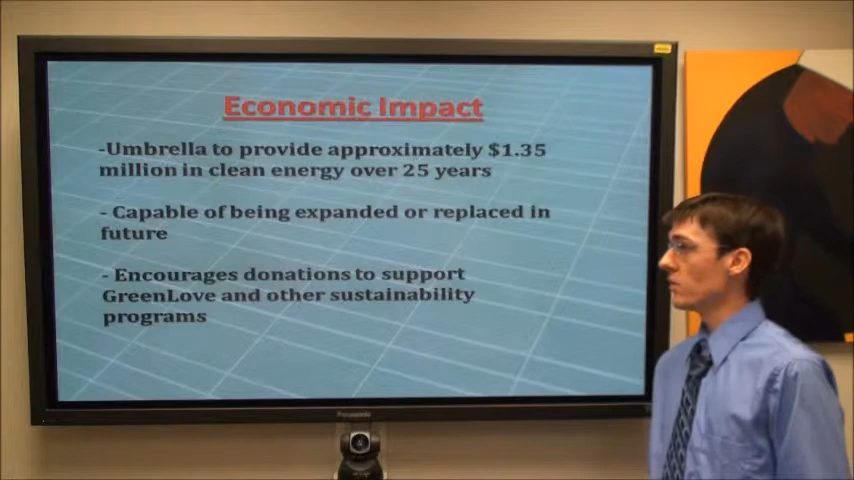 Economic Impact
-Umbrella to provide approximately $1.35
million in clean energy over 25 years
- Capable of being expanded or replaced in
future
- Encourages donations to support
GreenLove and other sustainability
programs
Panasonic